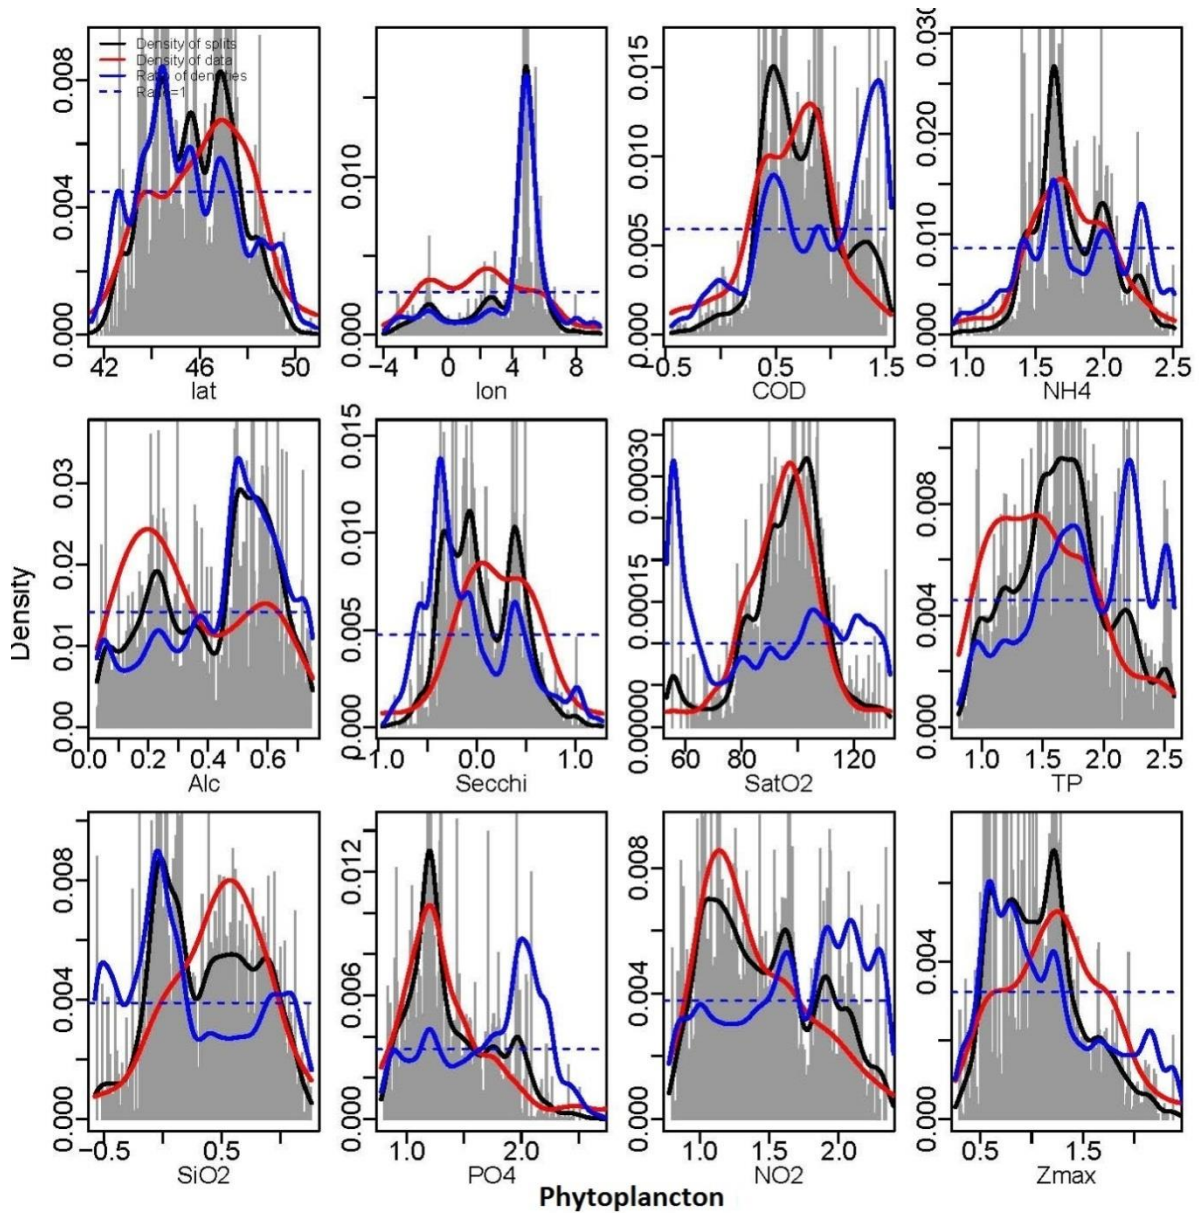 Density of splits
Density of data
Ratio of densities
Ratio=1
0.000 0.004 0.008
42 46 50
lat
0.000 0.010
−4 0 4 8
lon
0.000 0.005 0.010 0.015
−0.5 0.5 1.5
COD
0.000 0.010 0.020 0.030
1.0 1.5 2.0 2.5
NH4
Density
0.00 0.01 0.02 0.03
0.0 0.2 0.4 0.6
Alc
0.000 0.005 0.010 0.015
0.0 1.0
Secchi
0.00000 0.00015 0.00030
60 80 100 120
SatO2
0.000 0.004 0.008
1.0 1.5 2.0 2.5
TP
0.000 0.004 0.008
−0.5 0.5
SiO2
0.000 0.006 0.012
1.0 2.0
PO4
0.000 0.004 0.008
1.0 1.5 2.0
NO2
0.000 0.004
0.5 1.5
Zmax
Phytoplancton